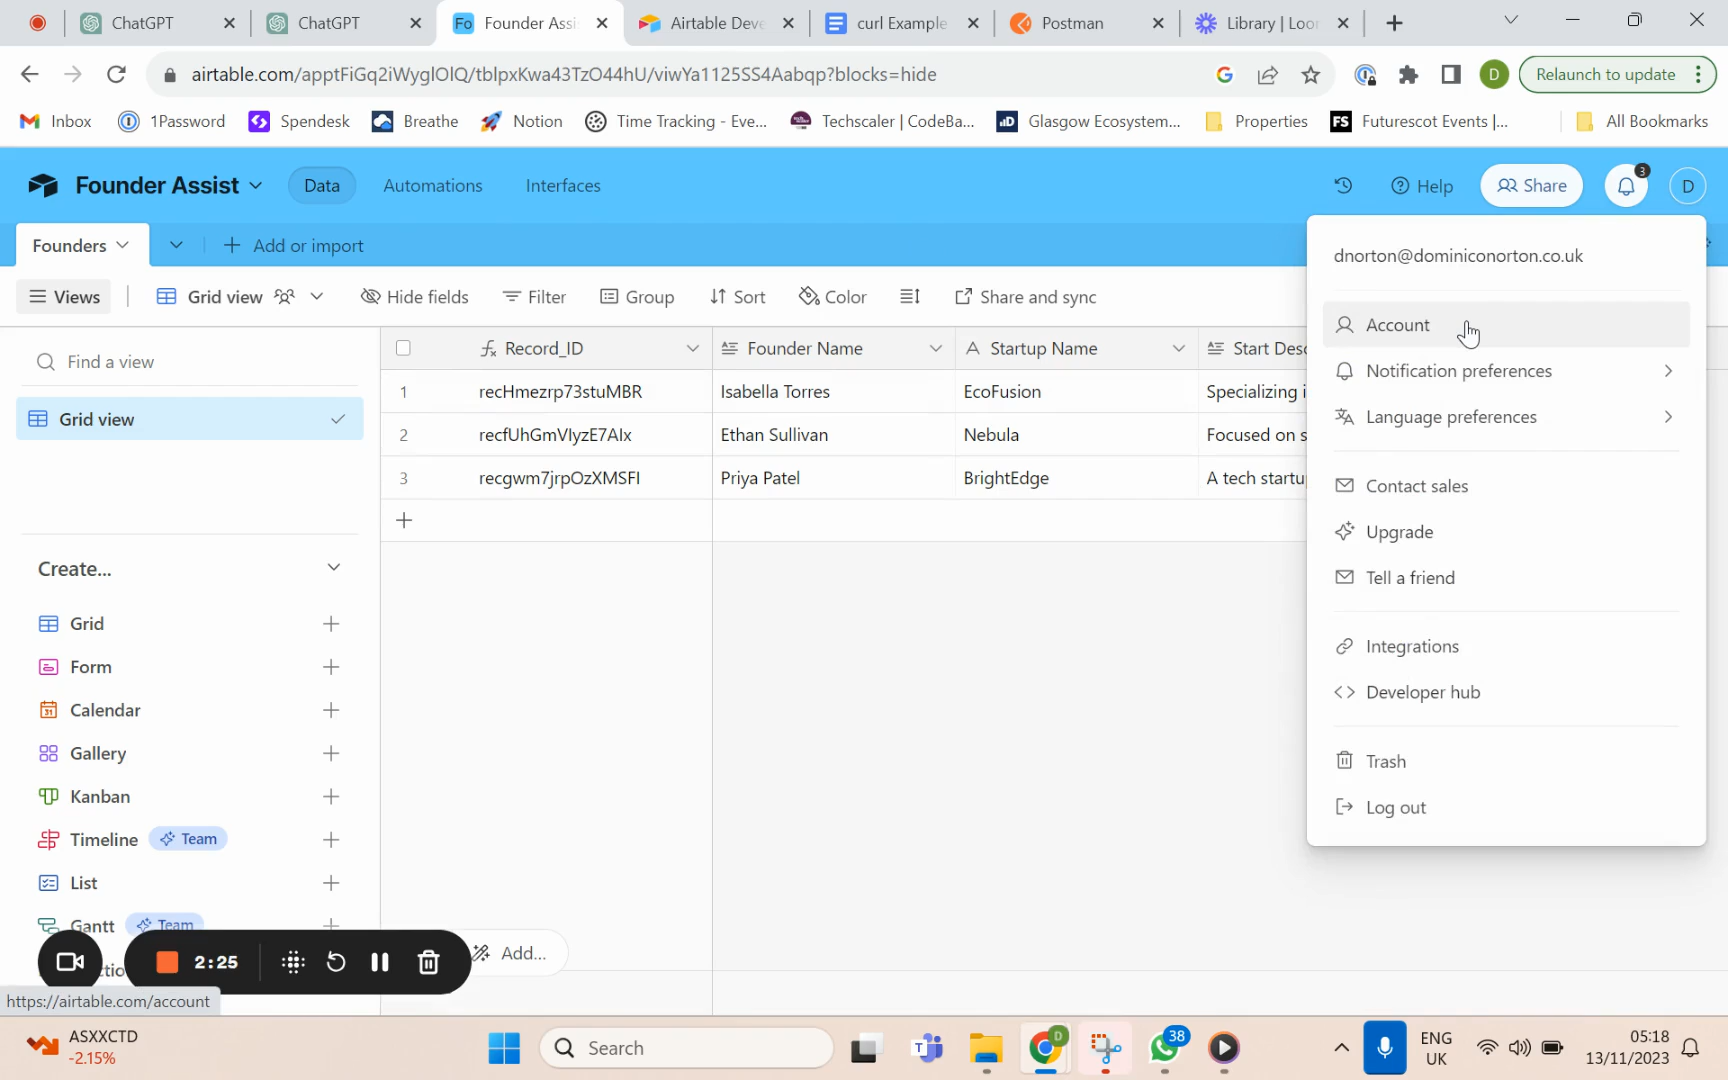 ChatGPT
ChatGPT
Fo Founder Assi
Airtable Deve
curl Example
Postman
Library | Loo
airtable.com/apptFiGq2iWyglOlQ/tblpxKwa43TzO44hU/viwYa1125SS4Aabqp?blocks=hide
D
Relaunch to update
Inbox
1Password
Spendesk
Breathe
Notion
Time Tracking - Eve...
Techscaler | CodeBa...
Glasgow Ecosystem...
Properties
FS Futurescot Events |...
All Bookmarks
Founder Assist
Data
Automations
Interfaces
Help
Share
3
D
Founders
Add or import
dnorton@dominiconorton.co.uk
Views
Grid view
Hide fields
Filter
Group
Sort
Color
Share and sync
Account
Notification preferences
Language preferences
Contact sales
Upgrade
Tell a friend
Integrations
Developer hub
Trash
Log out
Find a view
Grid view
Record_ID
Founder Name
Startup Name
Start Desc
1 recHmezrp73stuMBR Isabella Torres EcoFusion Specializing i
2 recfUhGmVlyzE7Alx Ethan Sullivan Nebula Focused on s
3 recgwm7jrpOzXMSFI Priya Patel BrightEdge A tech startu
Create...
Grid
Form
Calendar
Gallery
Kanban
Timeline Team
List
Gantt Team
2:25
Add...
https://airtable.com/account
ASXXCTD
-2.15%
Search
D
38
ENG
UK
05:18
13/11/2023